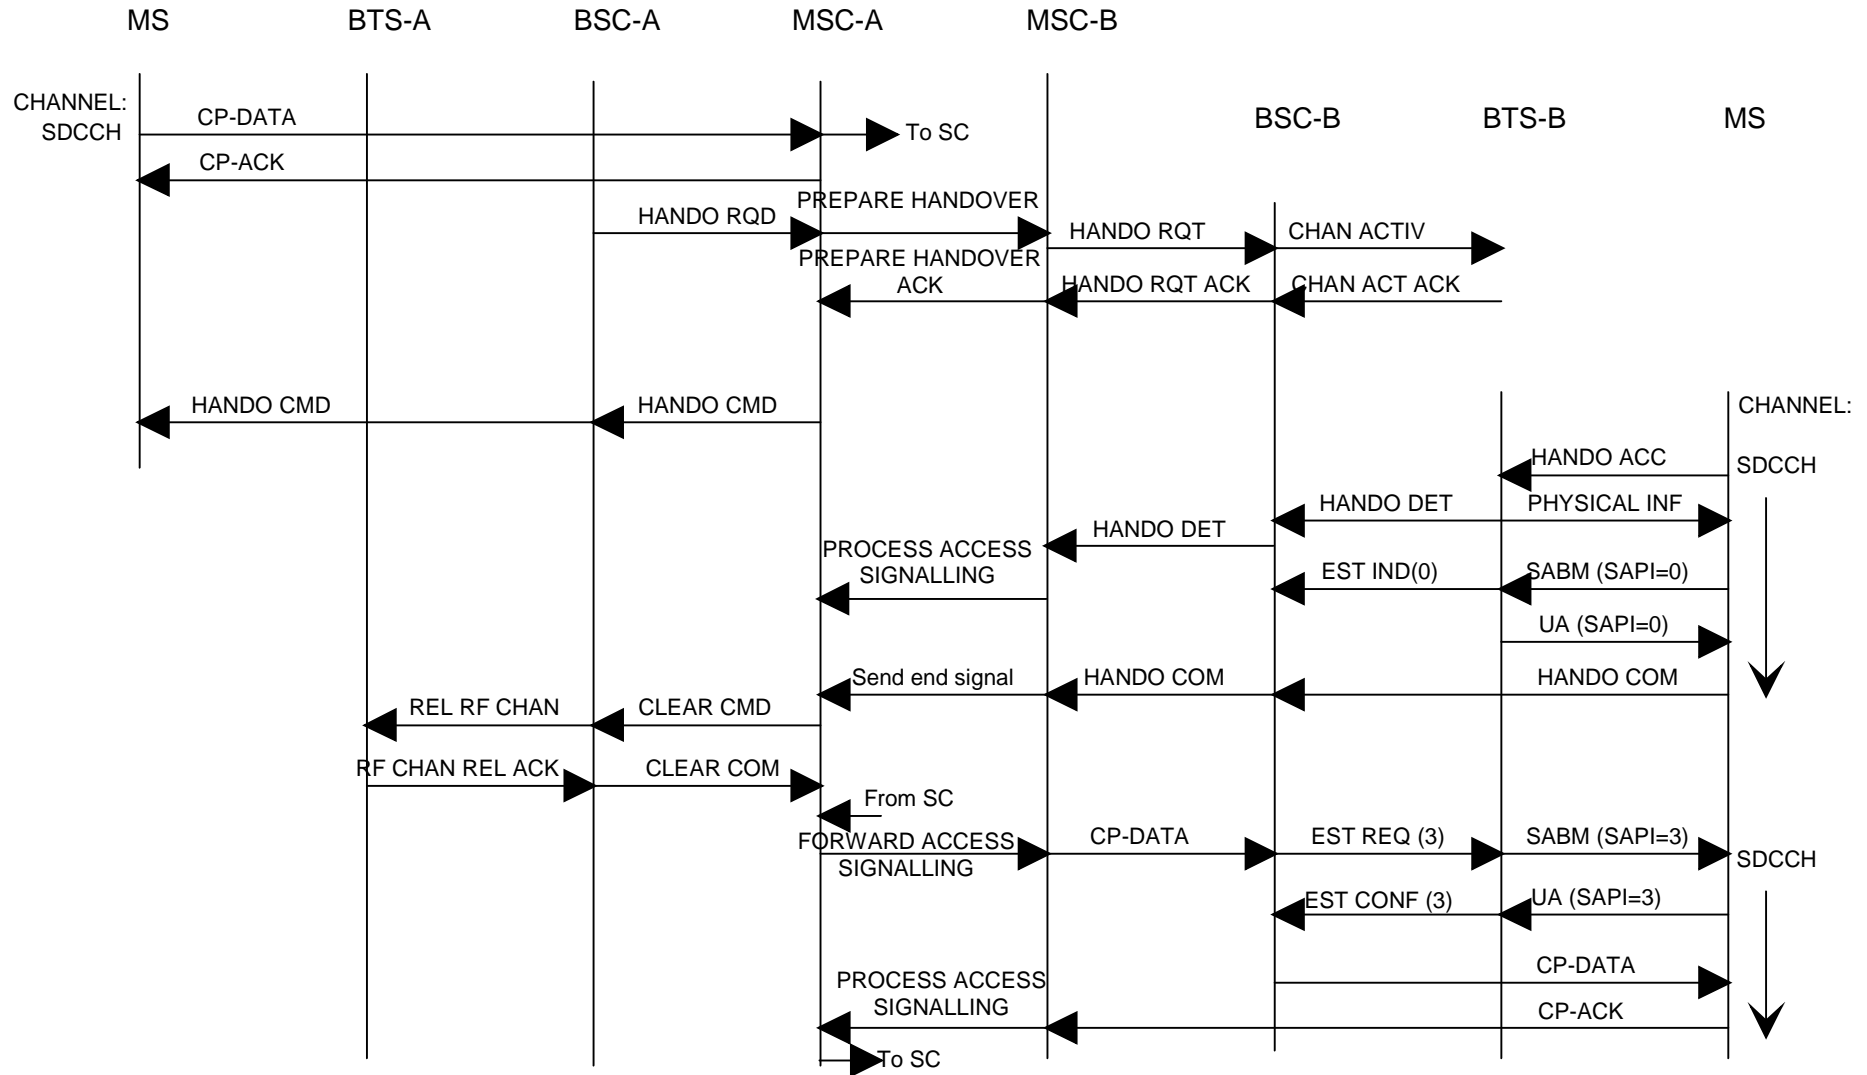 MS BTS-A BSC-A MSC-A MSC-B
CHANNEL:
SDCCH
CP-DATA
To SC
BSC-B BTS-B MS
CP-ACK
PREPARE HANDOVER
HANDO RQD
HANDO RQT
CHAN ACTIV
PREPARE HANDOVER
ACK
HANDO RQT ACK
CHAN ACT ACK
HANDO CMD
HANDO CMD
CHANNEL:
HANDO ACC
SDCCH
HANDO DET
PHYSICAL INF
HANDO DET
PROCESS ACCESS
SIGNALLING
EST IND(0)
SABM (SAPI=0)
UA (SAPI=0)
Send end signal
HANDO COM
HANDO COM
REL RF CHAN
CLEAR CMD
RF CHAN REL ACK
CLEAR COM
From SC
FORWARD ACCESS
SIGNALLING
CP-DATA
EST REQ (3)
SABM (SAPI=3)
SDCCH
EST CONF (3)
UA (SAPI=3)
CP-DATA
PROCESS ACCESS
SIGNALLING
CP-ACK
To SC